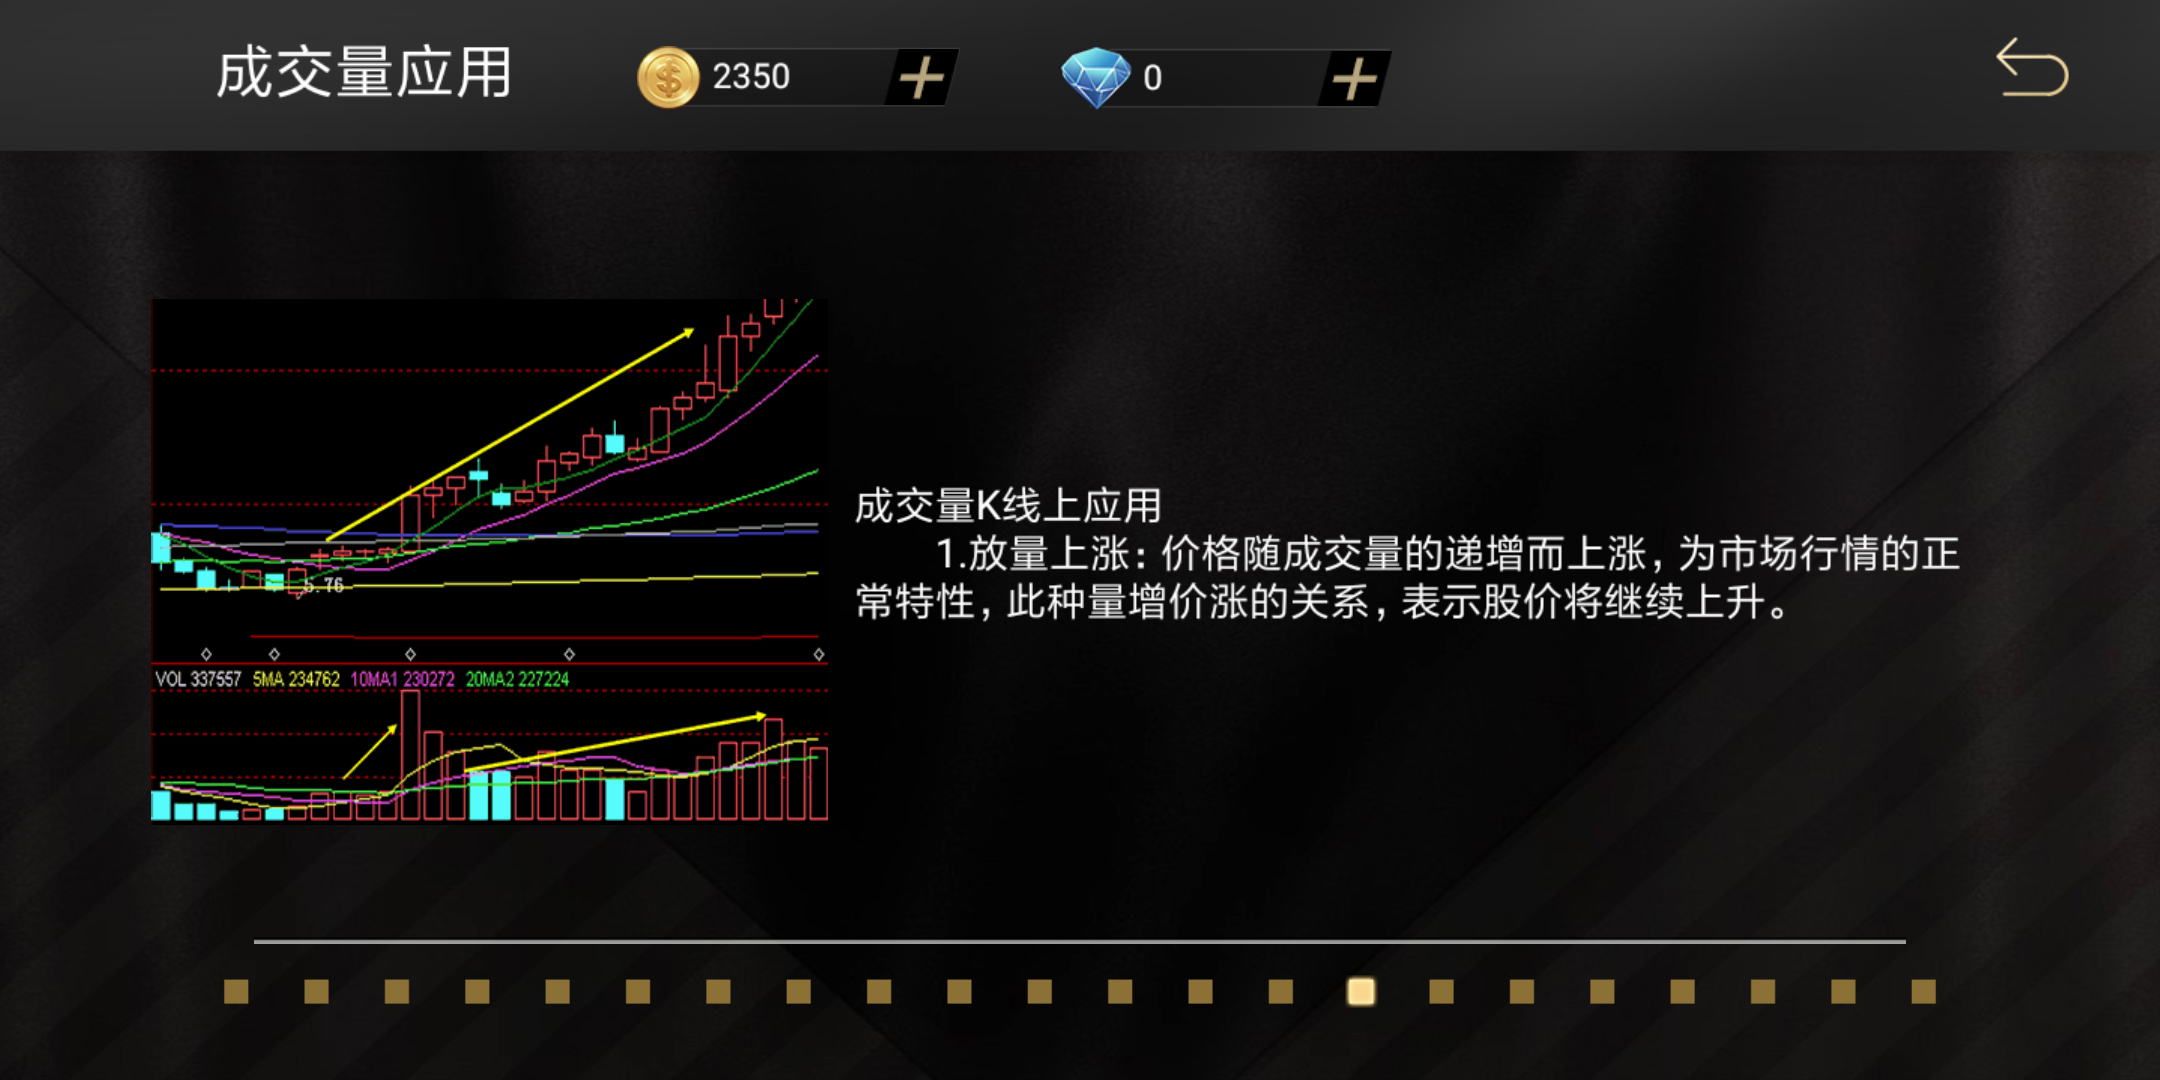 成交量应用
2350
0
成交量K线上应用
1.放量上涨：价格随成交量的递增而上涨，为市场行情的正
常特性，此种量增价涨的关系，表示股价将继续上升。
5.76
VOL 337557 5MA 234762 10MA1 230272 20MA2 227224